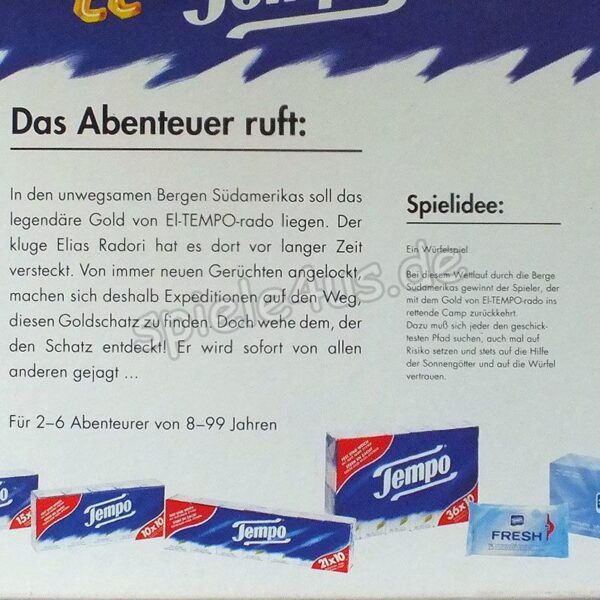 Tempo
Das Abenteuer ruft:
In den unwegsamen Bergen Südamerikas soll das
legendäre Gold von El-TEMPO-rado liegen. Der
kluge Elias Radori hat es dort vor langer Zeit
versteckt. Von immer neuen Gerüchten angelockt,
machen sich deshalb Expeditionen auf den Weg,
diesen Goldschatz zu finden. Doch wehe dem, der
den Schatz entdeckt! Er wird sofort von allen
anderen gejagt ...
Für 2–6 Abenteurer von 8–99 Jahren
Spielidee:
Ein Würfelspiel
Bei diesem Wettlauf durch die Berge
Südamerikas gewinnt der Spieler, der
mit dem Gold von El-TEMPO-rado ins
rettende Camp zurückkehrt.
Dazu muß sich jeder den geschick-
testen Pfad suchen, auch mal auf
Risiko setzen und stets auf die Hilfe
der Sonnengötter und auf die Würfel
vertrauen.
spiele4us.de
15x
Tempo
10x10
Tempo
21x10
Tempo
36x10
FRESH